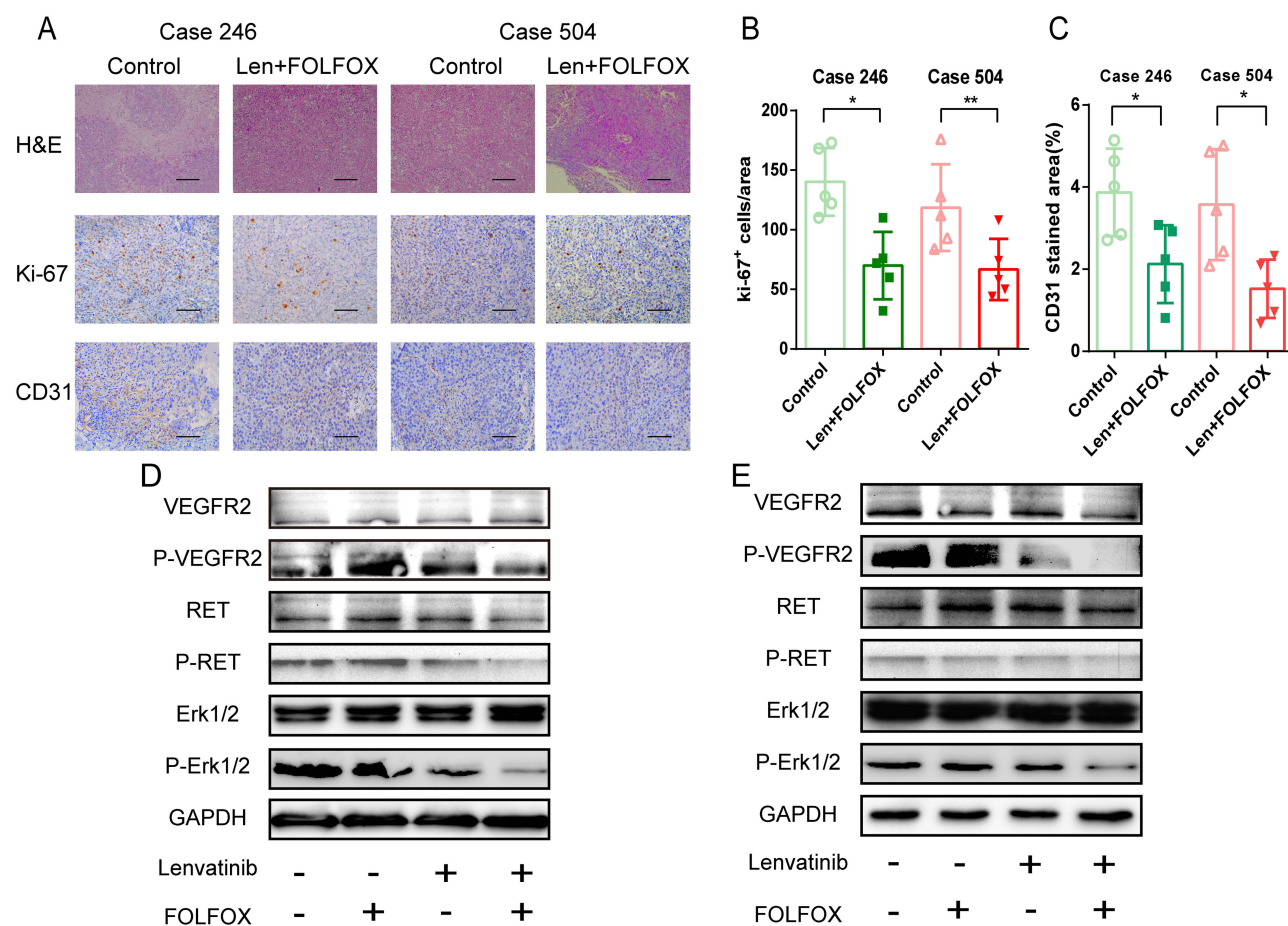 A
Case 246
Case 504
Control
Len+FOLFOX
Control
Len+FOLFOX
H&E
Ki-67
CD31
B
Case 246
Case 504
*
**
ki-67+ cells/area
200
150
100
50
0
Control
Len+FOLFOX
Control
Len+FOLFOX
C
Case 246
Case 504
*
*
CD31 stained area(%)
6
4
2
0
Control
Len+FOLFOX
Control
Len+FOLFOX
D
VEGFR2
P-VEGFR2
RET
P-RET
Erk1/2
P-Erk1/2
GAPDH
Lenvatinib - - + +
FOLFOX - + - +
E
VEGFR2
P-VEGFR2
RET
P-RET
Erk1/2
P-Erk1/2
GAPDH
Lenvatinib - - + +
FOLFOX - + - +